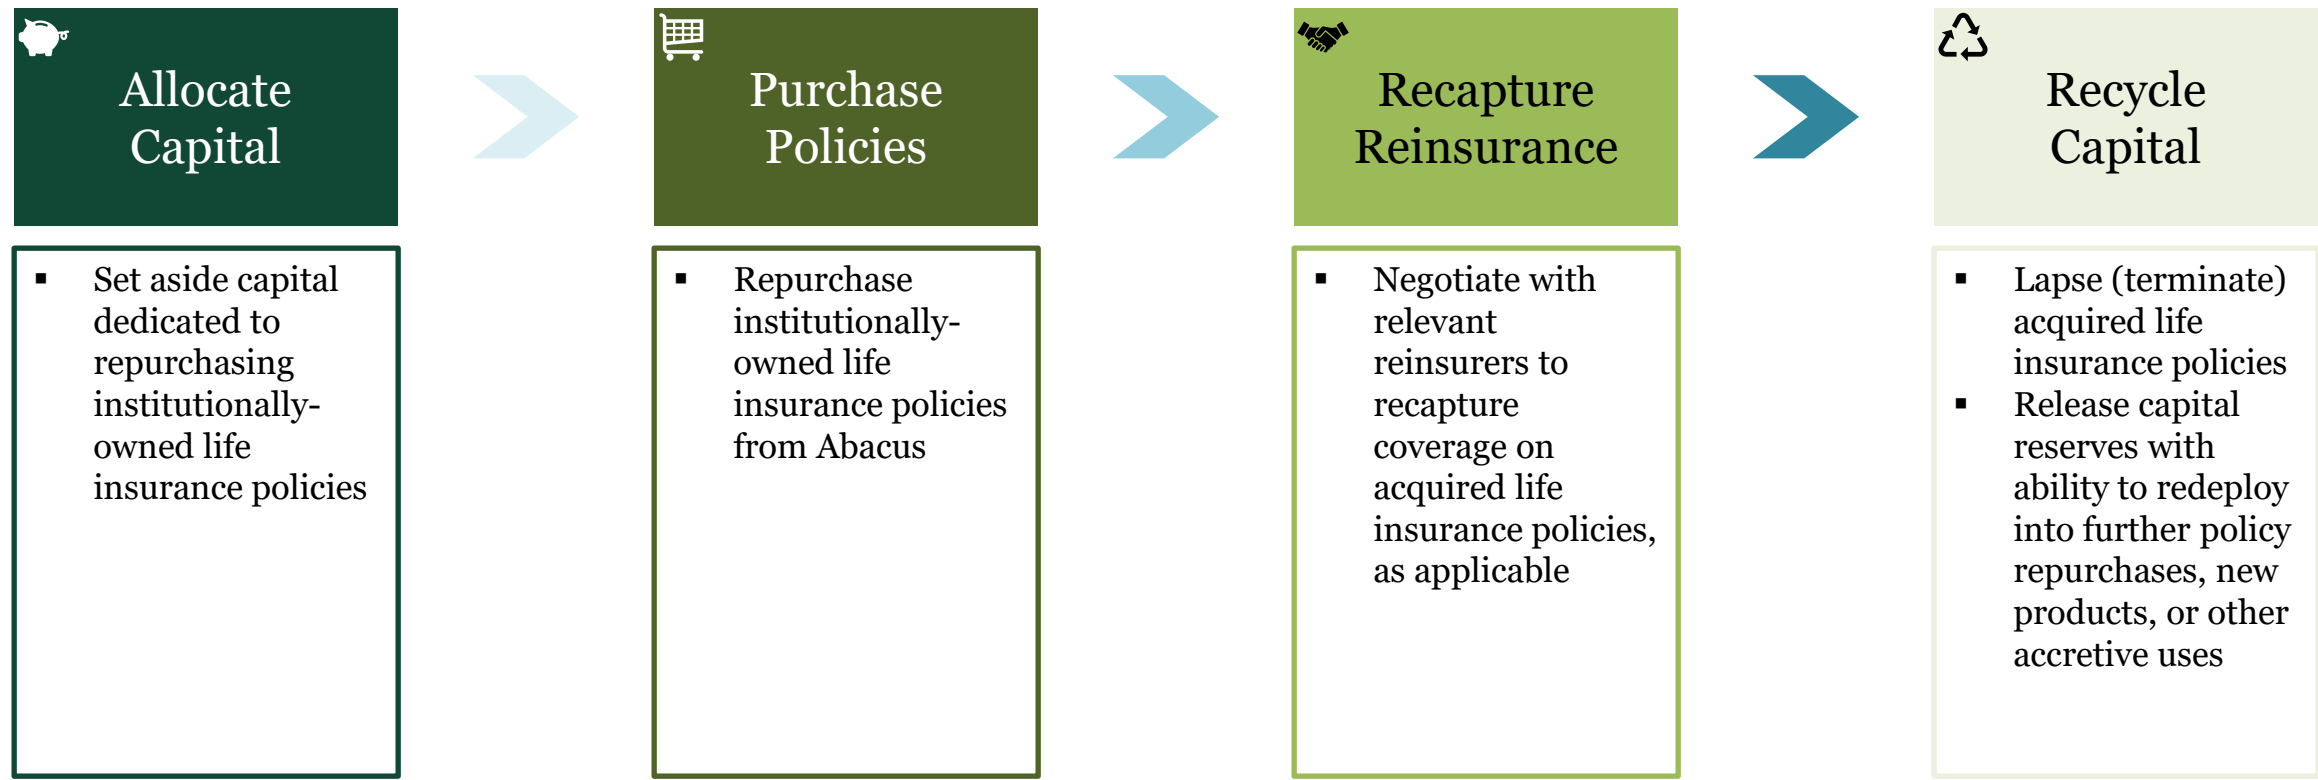 Allocate
Capital
Purchase
Policies
Recapture
Reinsurance
Recycle
Capital
▪ Set aside capital
dedicated to
repurchasing
institutionally-
owned life
insurance policies
▪ Repurchase
institutionally-
owned life
insurance policies
from Abacus
▪ Negotiate with
relevant
reinsurers to
recapture
coverage on
acquired life
insurance policies,
as applicable
▪ Lapse (terminate)
acquired life
insurance policies
▪ Release capital
reserves with
ability to redeploy
into further policy
repurchases, new
products, or other
accretive uses